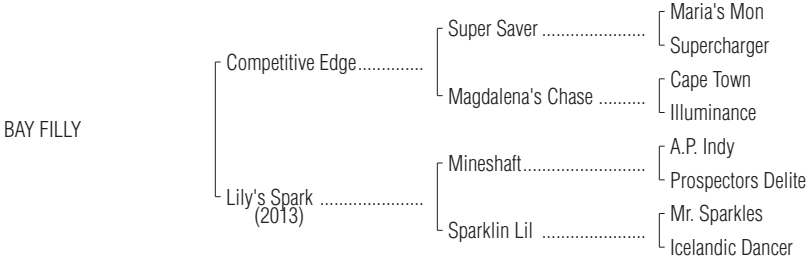 Maria's Mon
Super Saver ......................
Supercharger
Competitive Edge..............
Cape Town
Magdalena's Chase ..........
Illuminance
BAY FILLY
A.P. Indy
Mineshaft..........................
Prospectors Delite
Lily's Spark ......................
(2013)
Mr. Sparkles
Sparklin Lil ......................
Icelandic Dancer